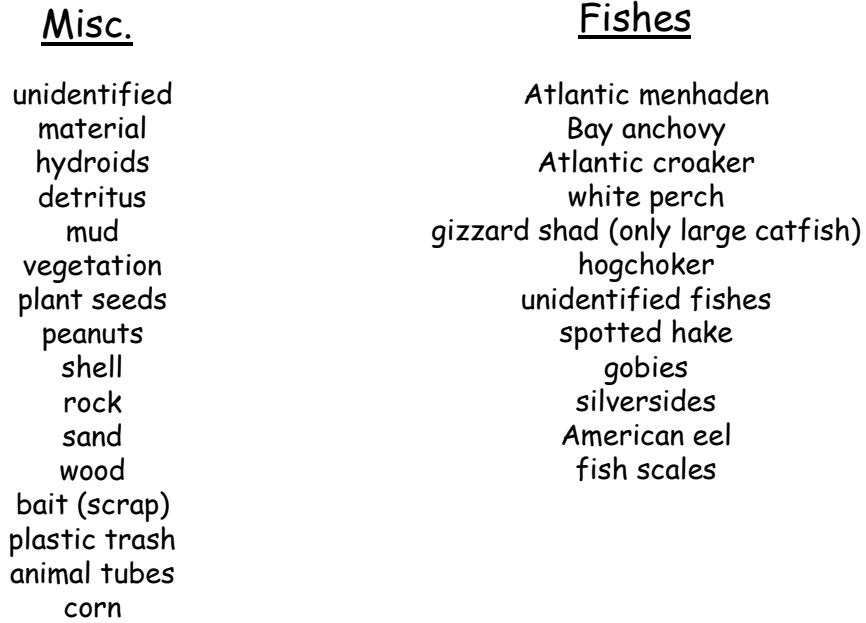 Misc.
unidentified
material
hydroids
detritus
mud
vegetation
plant seeds
peanuts
shell
rock
sand
wood
bait (scrap)
plastic trash
animal tubes
corn
Fishes
Atlantic menhaden
Bay anchovy
Atlantic croaker
white perch
gizzard shad (only large catfish)
hogchoker
unidentified fishes
spotted hake
gobies
silversides
American eel
fish scales